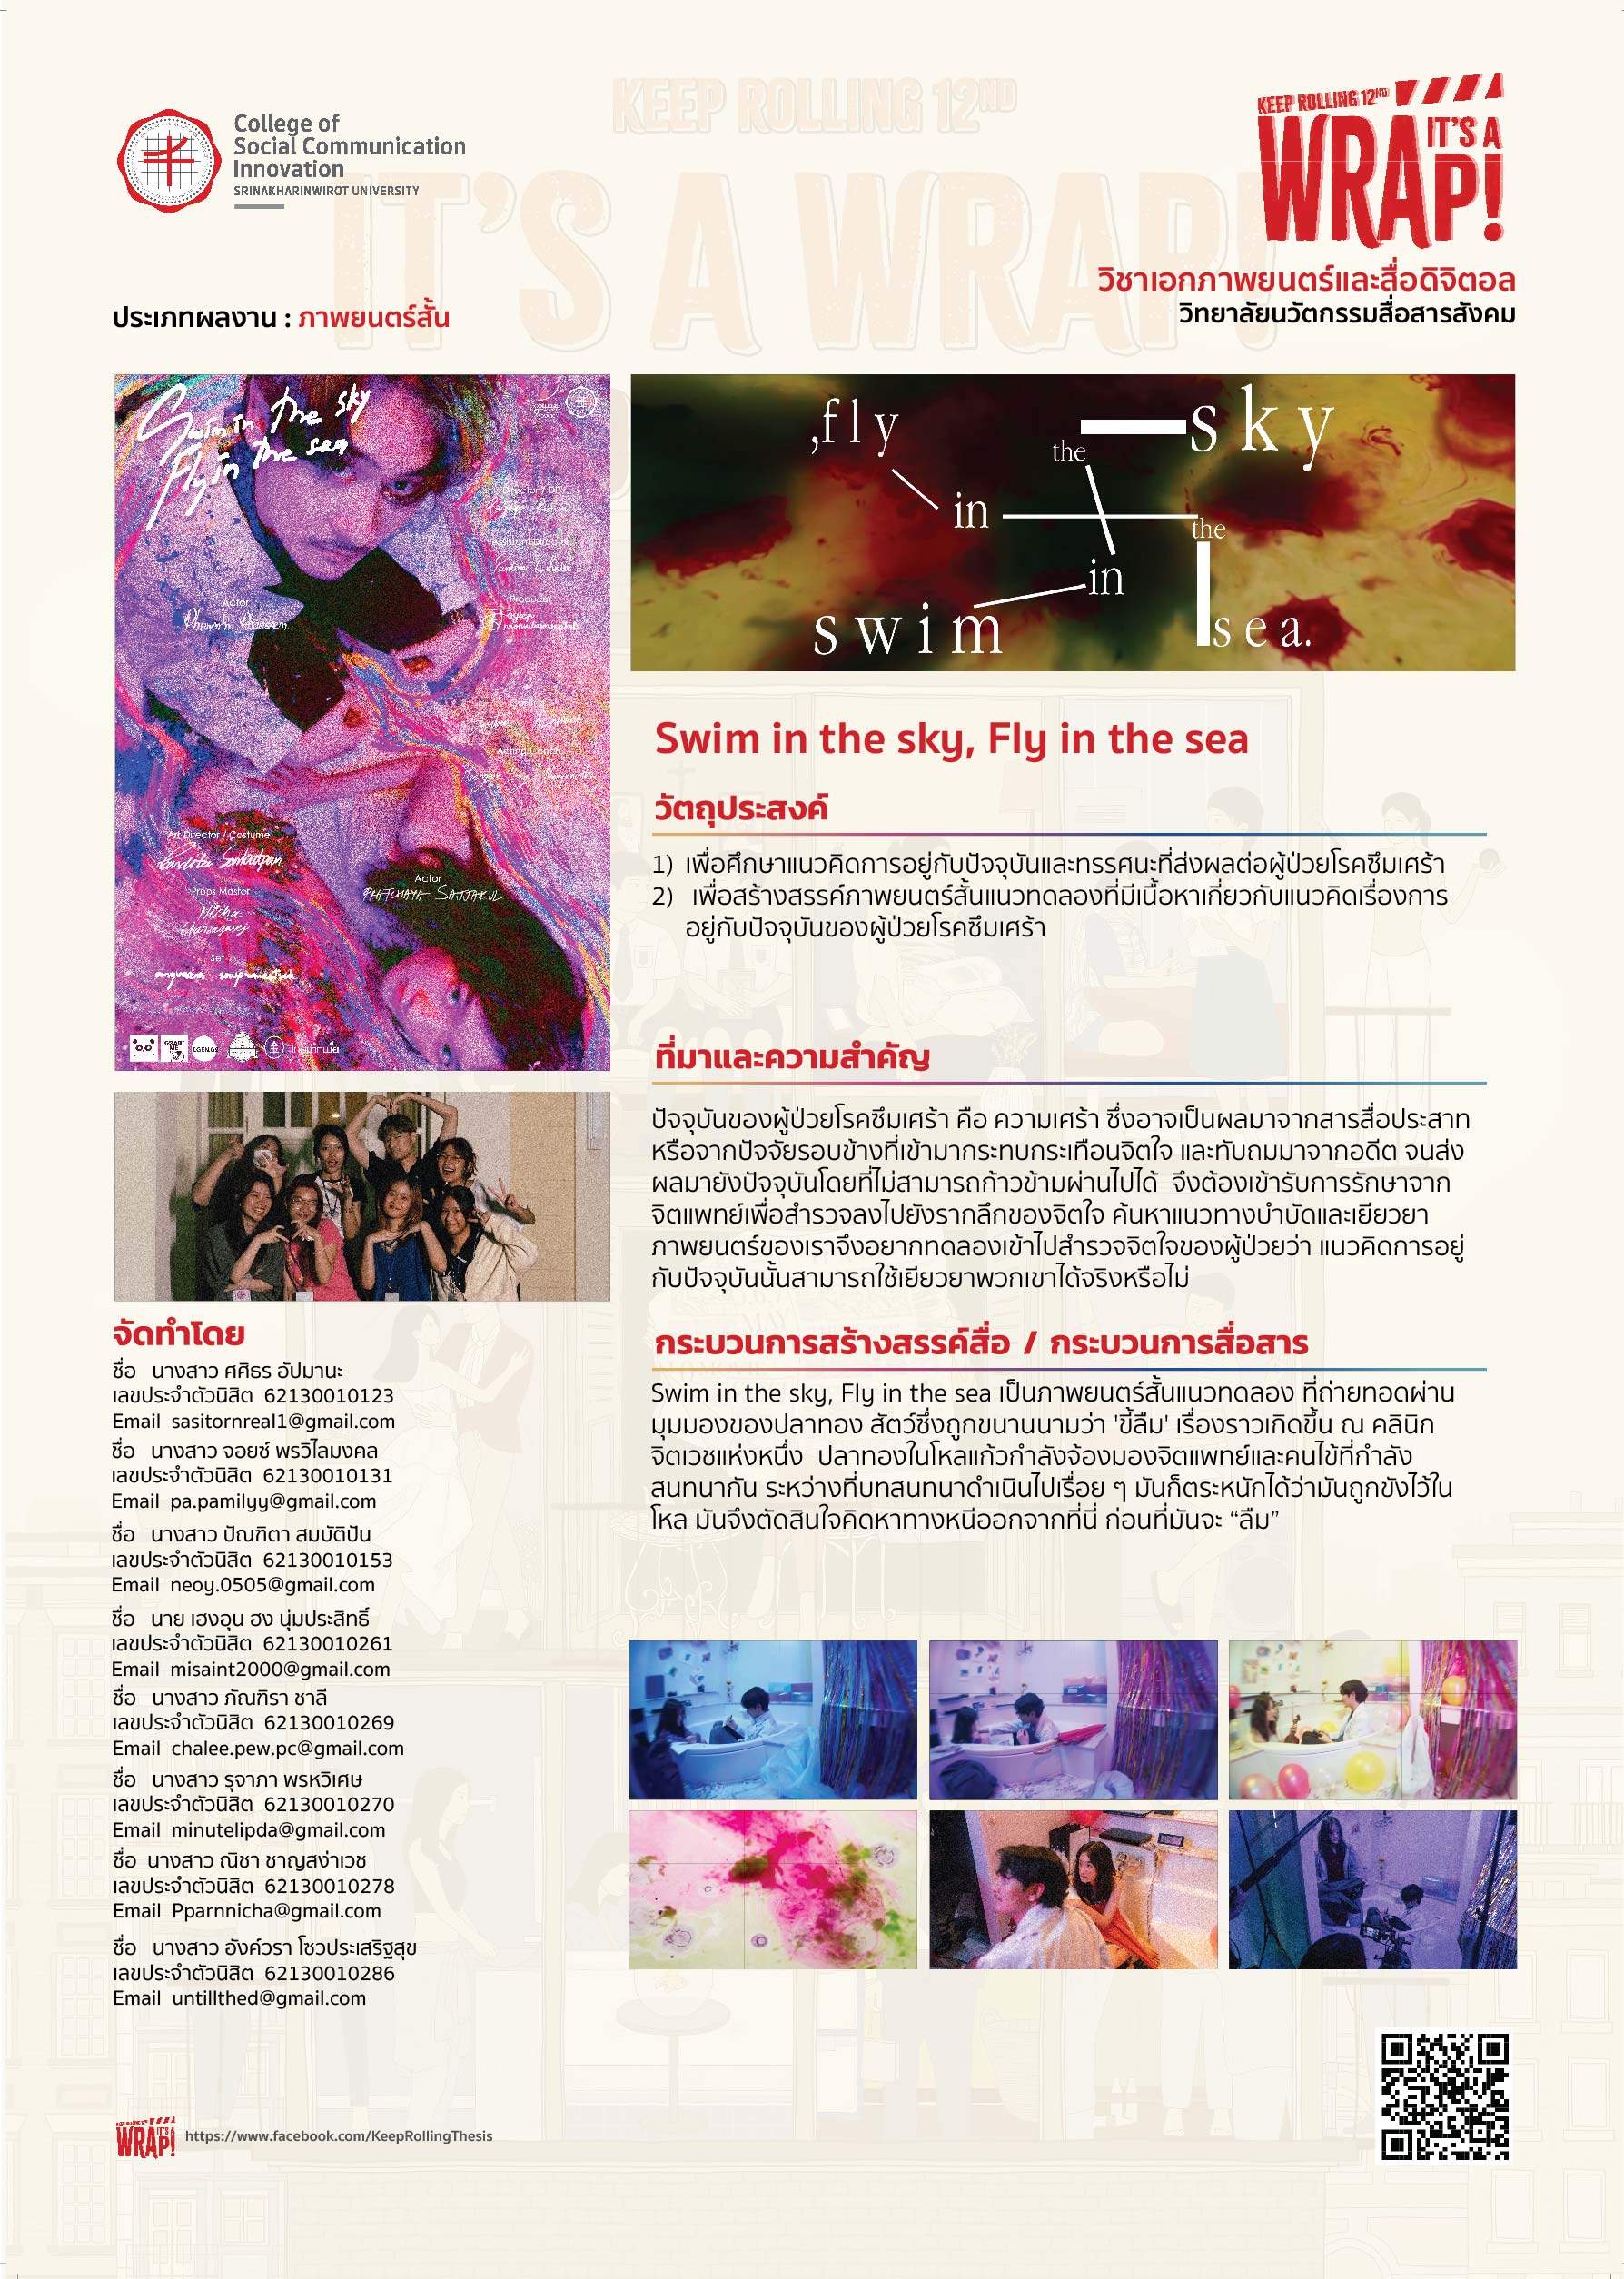 KEEP ROLLING 12ND
IT'S A WRAP!
College of
Social Communication
Innovation
SRINAKHARINWIROT UNIVERSITY
KEEP ROLLING 12ND
IT'S A
WRAP!
วิชาเอกภาพยนตร์และสื่อดิจิตอล
วิทยาลัยนวัตกรรมสื่อสารสังคม
ประเภทผลงาน : ภาพยนตร์สั้น
Swim in the sky
Fly in the sea
Assistant Director
Producer
Actor
Acting Coach
Art Director / Costume
Props Master
Nicha
Actor
PHATCHAYA SAJJAKUL
Set
,fly
in
the
sky
swim
in
the
sea.
Swim in the sky, Fly in the sea
วัตถุประสงค์
1) เพื่อศึกษาแนวคิดการอยู่กับปัจจุบันและทรรศนะที่ส่งผลต่อผู้ป่วยโรคซึมเศร้า
2) เพื่อสร้างสรรค์ภาพยนตร์สั้นแนวทดลองที่มีเนื้อหาเกี่ยวกับแนวคิดเรื่องการ
อยู่กับปัจจุบันของผู้ป่วยโรคซึมเศร้า
ที่มาและความสำคัญ
ปัจจุบันของผู้ป่วยโรคซึมเศร้า คือ ความเศร้า ซึ่งอาจเป็นผลมาจากสารสื่อประสาท
หรือจากปัจจัยรอบข้างที่เข้ามากระทบกระเทือนจิตใจ และทับถมมาจากอดีต จนส่ง
ผลมายังปัจจุบันโดยที่ไม่สามารถก้าวข้ามผ่านไปได้ จึงต้องเข้ารับการรักษาจาก
จิตแพทย์เพื่อสำรวจลงไปยังรากลึกของจิตใจ ค้นหาแนวทางบำบัดและเยียวยา
ภาพยนตร์ของเราจึงอยากทดลองเข้าไปสำรวจจิตใจของผู้ป่วยว่า แนวคิดการอยู่
กับปัจจุบันนั้นสามารถใช้เยียวยาพวกเขาได้จริงหรือไม่
กระบวนการสร้างสรรค์สื่อ / กระบวนการสื่อสาร
Swim in the sky, Fly in the sea เป็นภาพยนตร์สั้นแนวทดลอง ที่ถ่ายทอดผ่าน
มุมมองของปลาทอง สัตว์ซึ่งถูกขนานนามว่า 'ขี้ลืม' เรื่องราวเกิดขึ้น ณ คลินิก
จิตเวชแห่งหนึ่ง ปลาทองในโหลแก้วกำลังจ้องมองจิตแพทย์และคนไข้ที่กำลัง
สนทนากัน ระหว่างที่บทสนทนาดำเนินไปเรื่อย ๆ มันก็ตระหนักได้ว่ามันถูกขังไว้ใน
โหล มันจึงตัดสินใจคิดหาทางหนีออกจากที่นี่ ก่อนที่มันจะ “ลืม”
จัดทำโดย
ชื่อ นางสาว ศศิธร อัปมานะ
เลขประจำตัวนิสิต 62130010123
Email sasitornreal1@gmail.com
ชื่อ นางสาว จอยซ์ พรวิไลมงคล
เลขประจำตัวนิสิต 62130010131
Email pa.pamilyy@gmail.com
ชื่อ นางสาว ปัณฑิตา สมบัติปัน
เลขประจำตัวนิสิต 62130010153
Email neoy.0505@gmail.com
ชื่อ นาย เฮงอุน ฮง นุ่มประสิทธิ์
เลขประจำตัวนิสิต 62130010261
Email misaint2000@gmail.com
ชื่อ นางสาว ภัณฑิรา ชาลี
เลขประจำตัวนิสิต 62130010269
Email chalee.pew.pc@gmail.com
ชื่อ นางสาว รุจาภา พรหวิเศษ
เลขประจำตัวนิสิต 62130010270
Email minutelipda@gmail.com
ชื่อ นางสาว ณิชา ชาญสง่าเวช
เลขประจำตัวนิสิต 62130010278
Email Pparnnicha@gmail.com
ชื่อ นางสาว อังค์วรา โชวประเสริฐสุข
เลขประจำตัวนิสิต 62130010286
Email untillthed@gmail.com
KEEP ROLLING 12ND
IT'S A
WRAP!
https://www.facebook.com/KeepRollingThesis